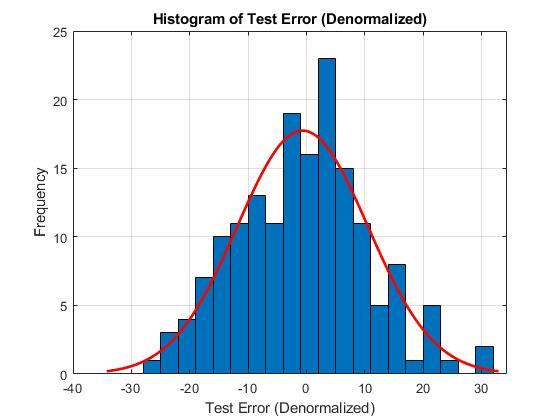 Histogram of Test Error (Denormalized)
25
20
15
10
5
0
Frequency
-40 -30 -20 -10 0 10 20 30
Test Error (Denormalized)